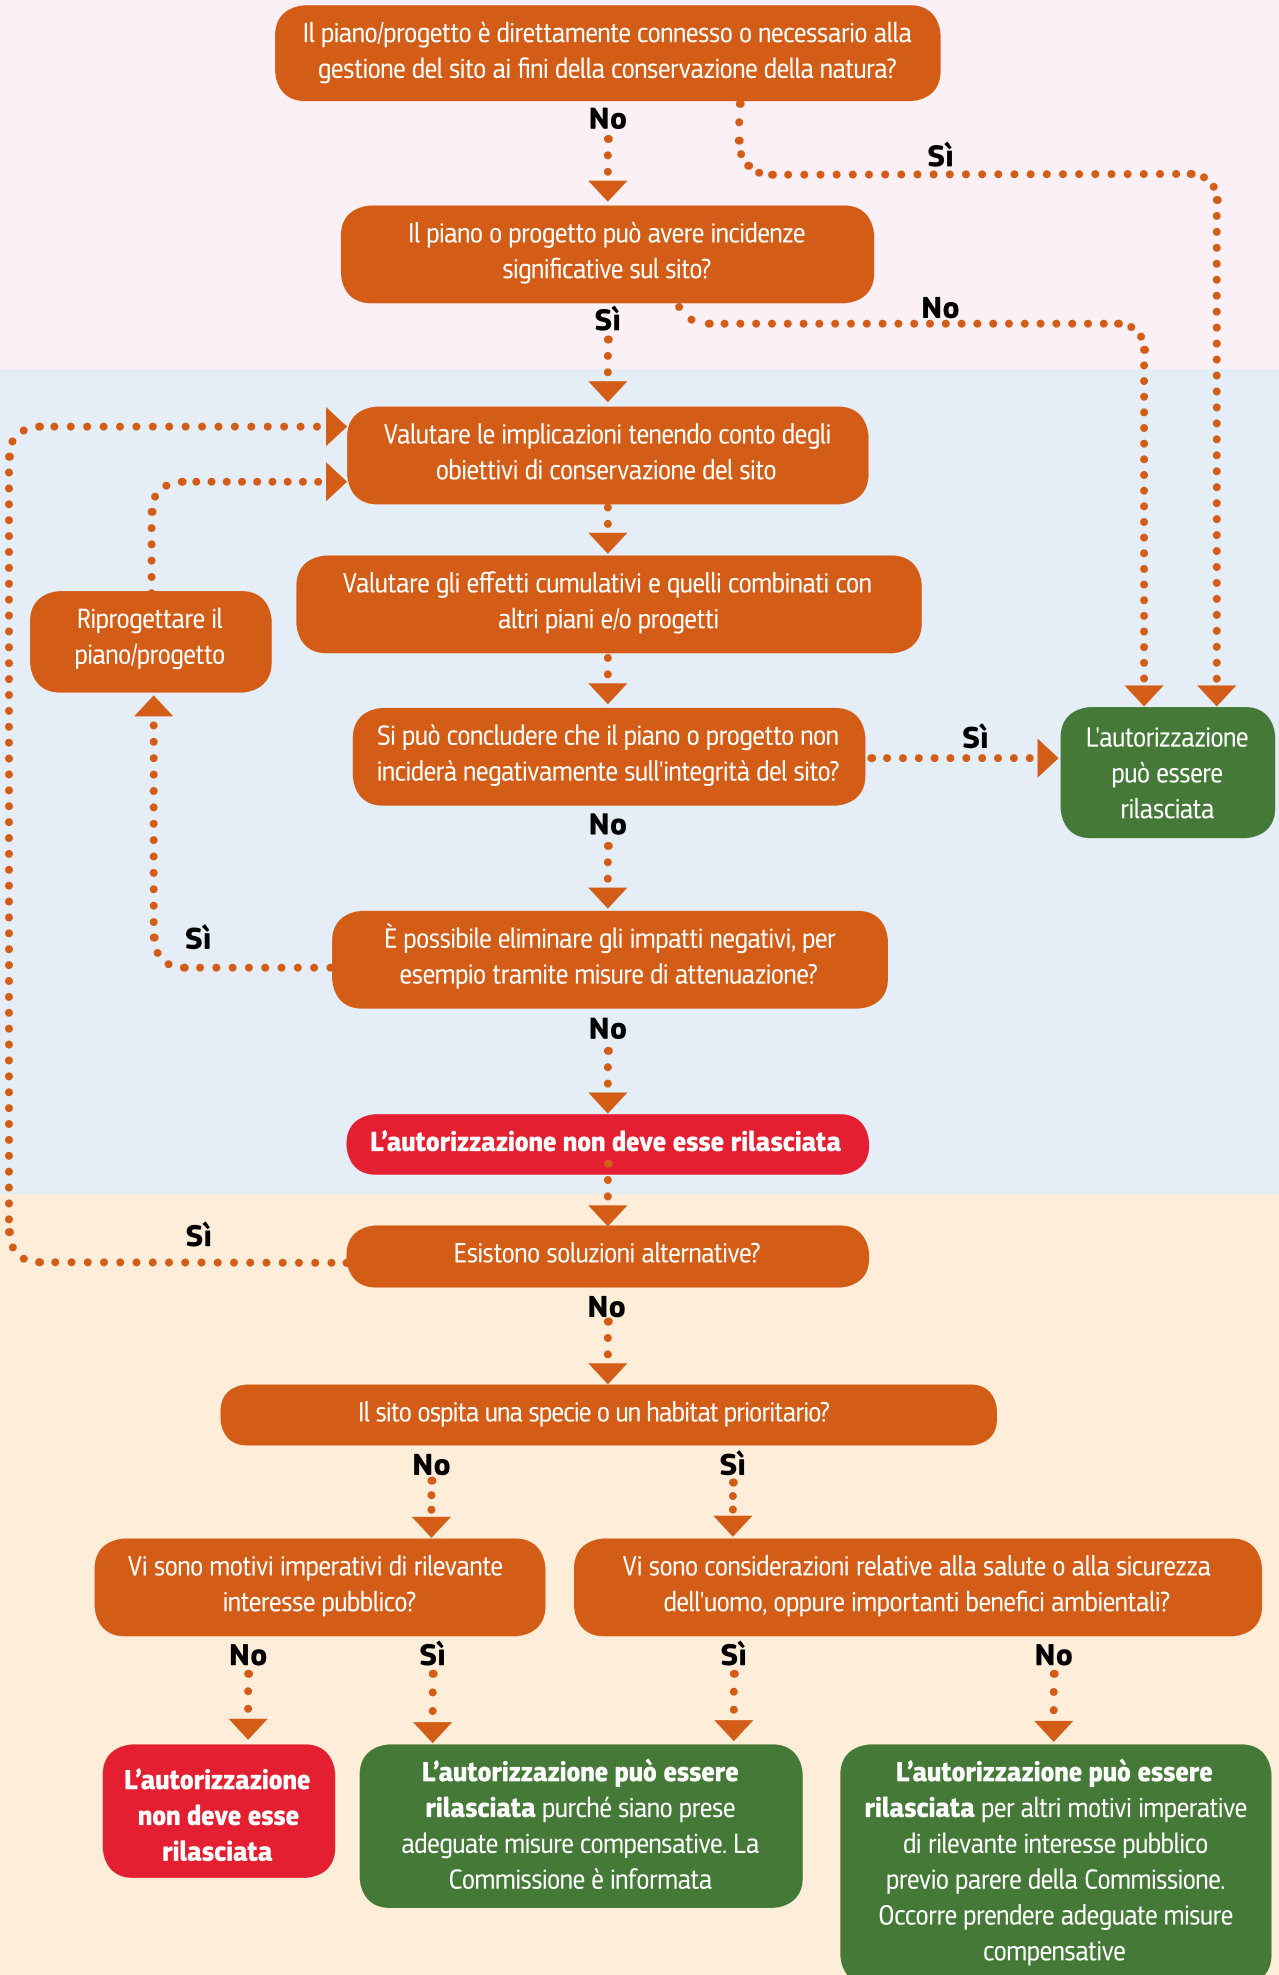 Il piano/progetto è direttamente connesso o necessario alla
gestione del sito ai fini della conservazione della natura?
No
Sì
Il piano o progetto può avere incidenze
significative sul sito?
No
Sì
Valutare le implicazioni tenendo conto degli
obiettivi di conservazione del sito
Valutare gli effetti cumulativi e quelli combinati con
altri piani e/o progetti
Riprogettare il
piano/progetto
Si può concludere che il piano o progetto non
inciderà negativamente sull'integrità del sito?
Sì
L'autorizzazione
può essere
rilasciata
No
È possibile eliminare gli impatti negativi, per
esempio tramite misure di attenuazione?
Sì
No
L'autorizzazione non deve esse rilasciata
Sì
Esistono soluzioni alternative?
No
Il sito ospita una specie o un habitat prioritario?
No
Sì
Vi sono motivi imperativi di rilevante
interesse pubblico?
Vi sono considerazioni relative alla salute o alla sicurezza
dell'uomo, oppure importanti benefici ambientali?
No
Sì
Sì
No
L'autorizzazione
non deve esse
rilasciata
L'autorizzazione può essere
rilasciata purché siano prese
adeguate misure compensative. La
Commissione è informata
L'autorizzazione può essere
rilasciata per altri motivi imperative
di rilevante interesse pubblico
previo parere della Commissione.
Occorre prendere adeguate misure
compensative